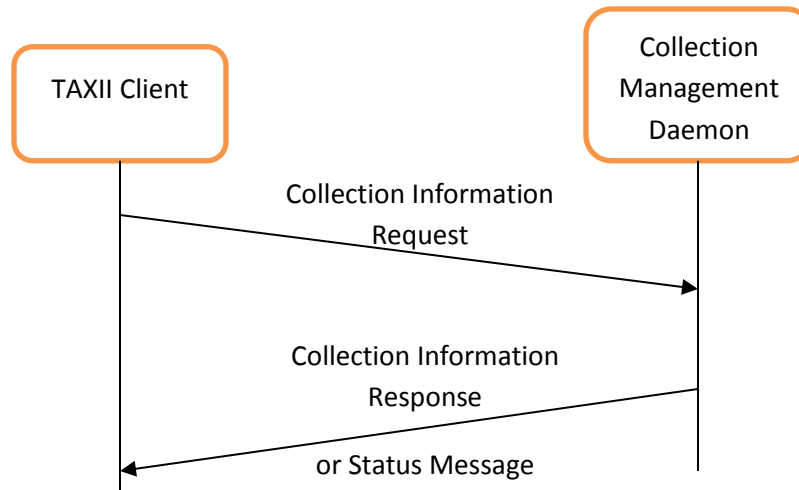 TAXII Client
Collection
Management
Daemon
Collection Information
Request
Collection Information
Response
or Status Message